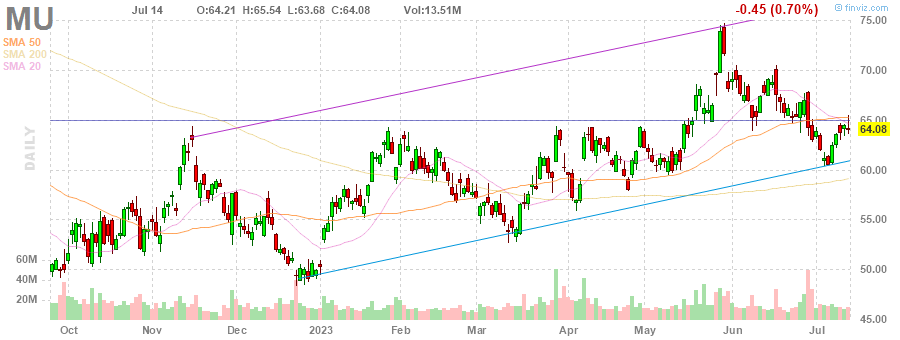 MU
Jul 14 O:64.21 H:65.54 L:63.68 C:64.08 Vol:13.51M
-0.45 (0.70%)
© finviz.com
SMA 50
SMA 200
SMA 20
DAILY
75.00
70.00
65.00
64.08
60.00
55.00
50.00
45.00
60M
40M
20M
Oct Nov Dec 2023 Feb Mar Apr May Jun Jul